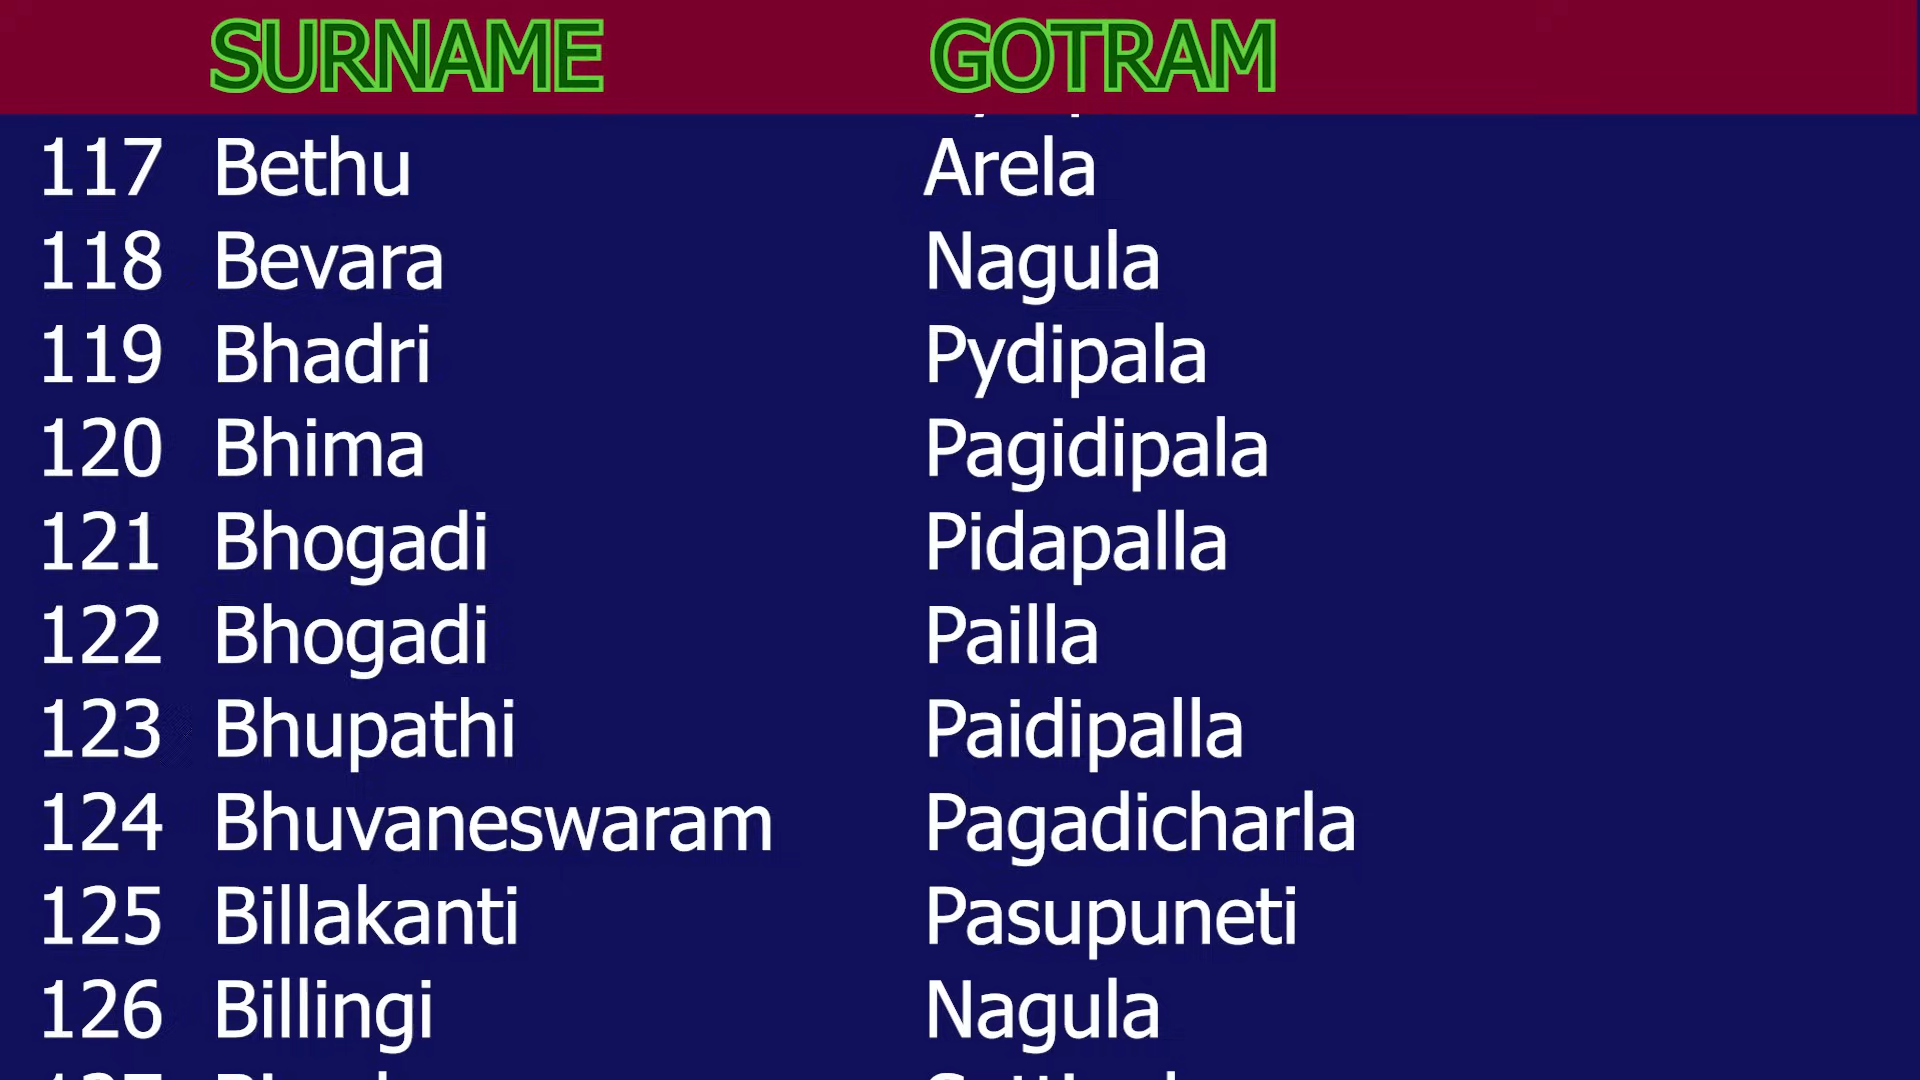 SURNAME GOTRAM
117 Bethu Arela
118 Bevara Nagula
119 Bhadri Pydipala
120 Bhima Pagidipala
121 Bhogadi Pidapalla
122 Bhogadi Pailla
123 Bhupathi Paidipalla
124 Bhuvaneswaram Pagadicharla
125 Billakanti Pasupuneti
126 Billingi Nagula